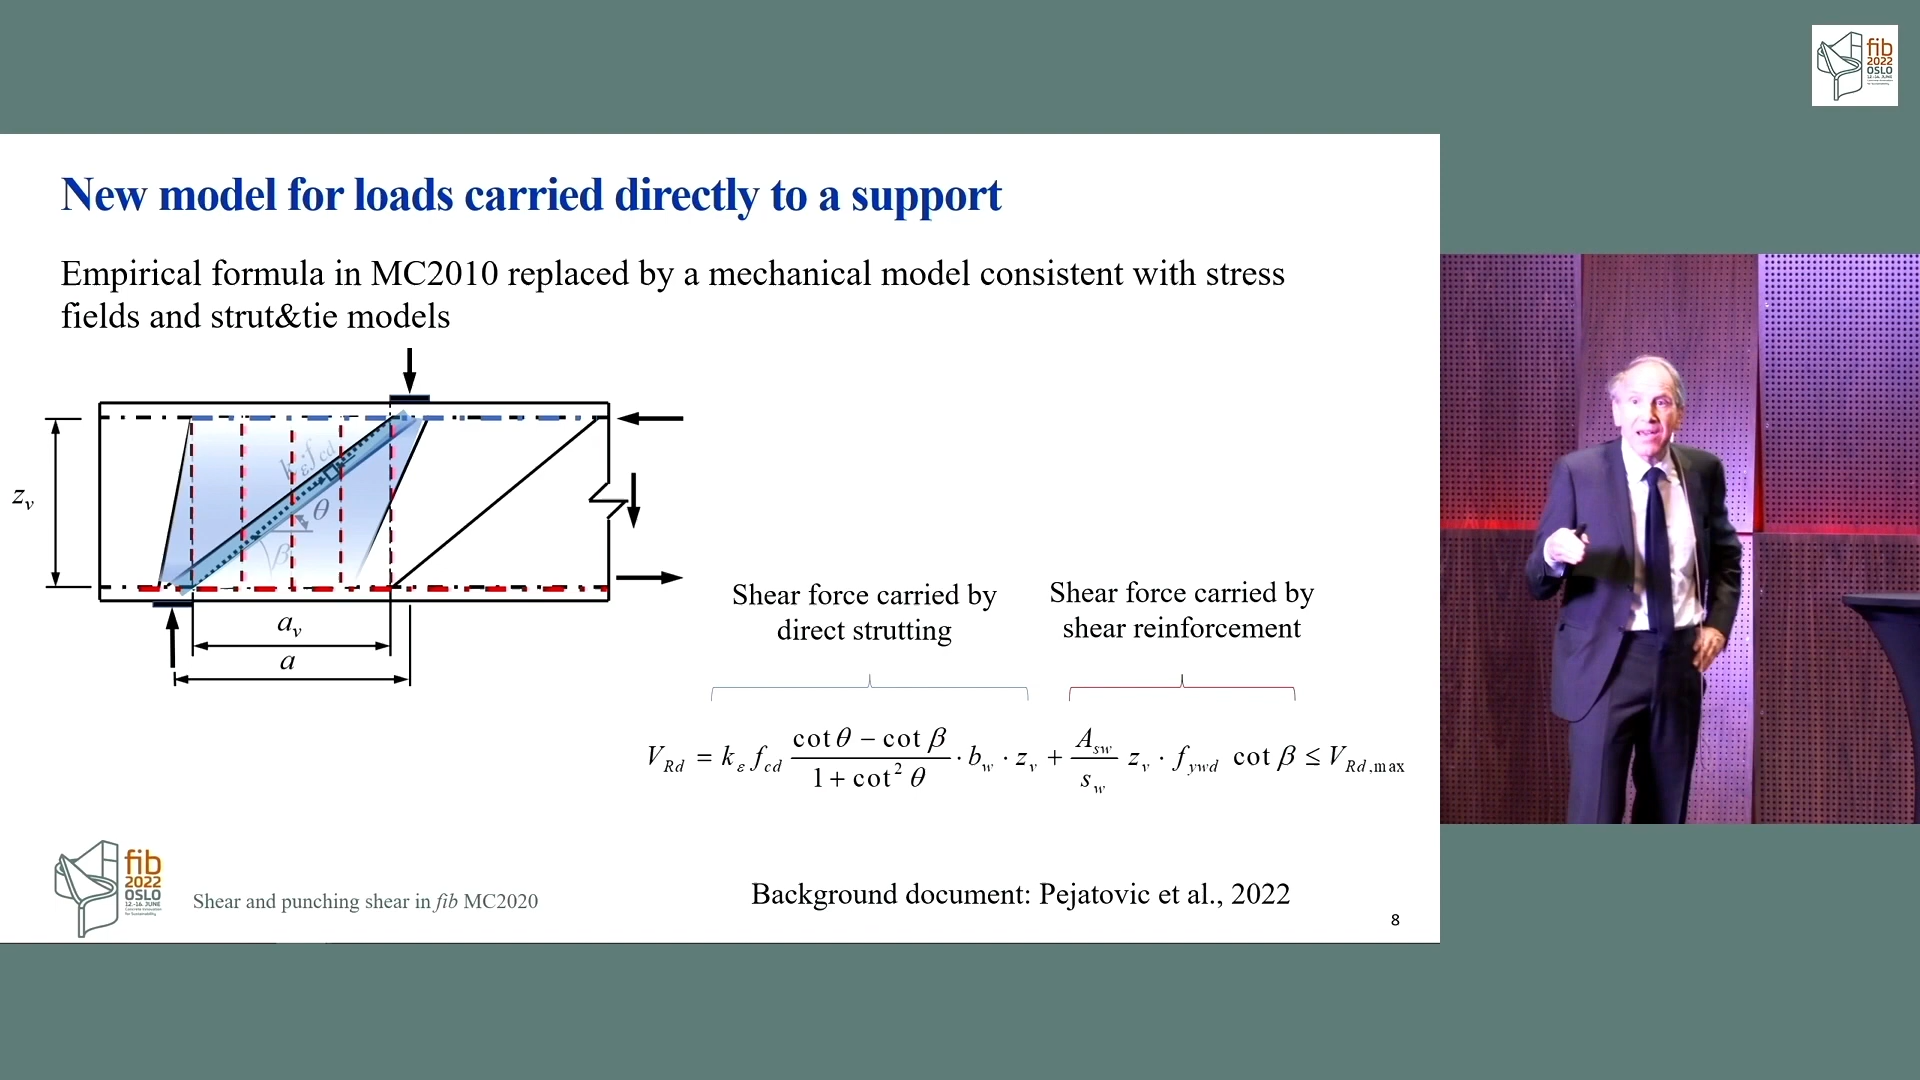 fib
2022
OSLO
12.-16. JUNE
New model for loads carried directly to a support
Empirical formula in MC2010 replaced by a mechanical model consistent with stress
fields and strut&tie models
z_v
k_ε f_cd
θ
β
a_v
a
Shear force carried by
direct strutting
Shear force carried by
shear reinforcement
V_Rd = k_ε f_cd (cot θ − cot β)/(1 + cot² θ) · b_w · z_v + A_sw/s_w z_v · f_ywd cot β ≤ V_Rd,max
fib
2022
OSLO
12.-16. JUNE
Shear and punching shear in fib MC2020
Background document: Pejatovic et al., 2022
8